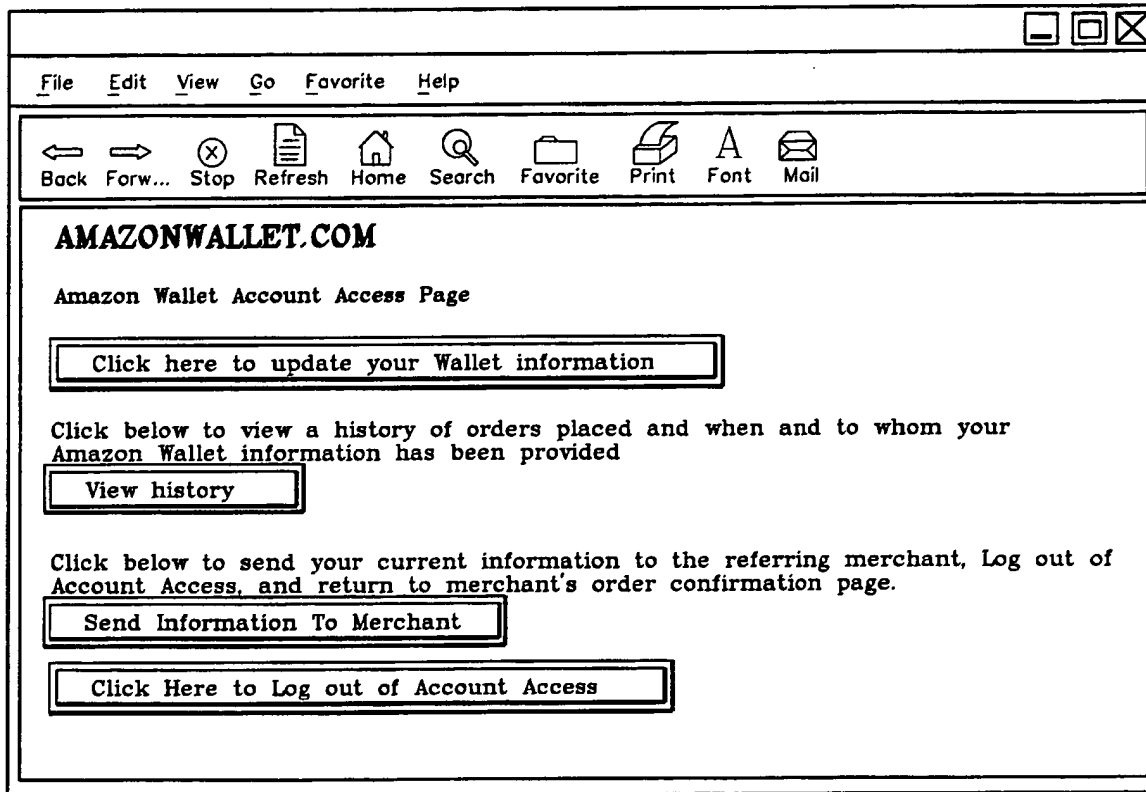 File Edit View Go Favorite Help
Back Forw... Stop Refresh Home Search Favorite Print Font Mail
AMAZONWALLET.COM
Amazon Wallet Account Access Page
Click here to update your Wallet information
Click below to view a history of orders placed and when and to whom your
Amazon Wallet information has been provided
View history
Click below to send your current information to the referring merchant, Log out of
Account Access, and return to merchant's order confirmation page.
Send Information To Merchant
Click Here to Log out of Account Access